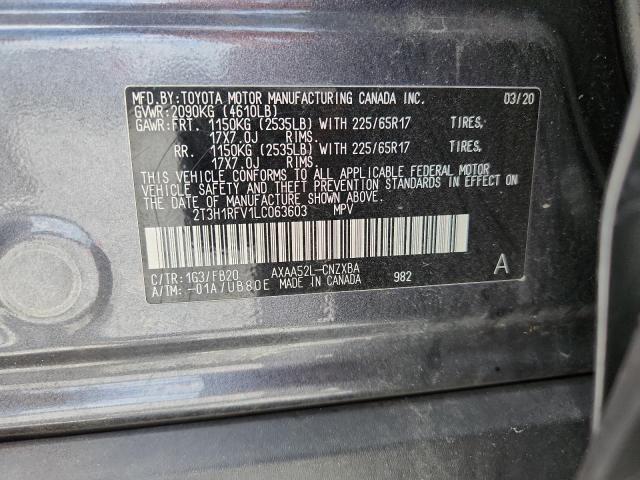 MFD.BY:TOYOTA MOTOR MANUFACTURING CANADA INC. 03/20
GVWR:2090KG (4610LB)
GAWR:FRT. 1150KG (2535LB) WITH 225/65R17 TIRES,
17X7.0J RIMS.
RR. 1150KG (2535LB) WITH 225/65R17 TIRES,
17X7.0J RIMS.
THIS VEHICLE CONFORMS TO ALL APPLICABLE FEDERAL MOTOR
VEHICLE SAFETY AND THEFT PREVENTION STANDARDS IN EFFECT ON
THE DATE OF MANUFACTURE SHOWN ABOVE.
2T3H1RFV1LC063603 MPV
C/TR:1G3/FB20 AXAA52L-CNZXBA
A/TM:-01A/UB80E MADE IN CANADA 982
A